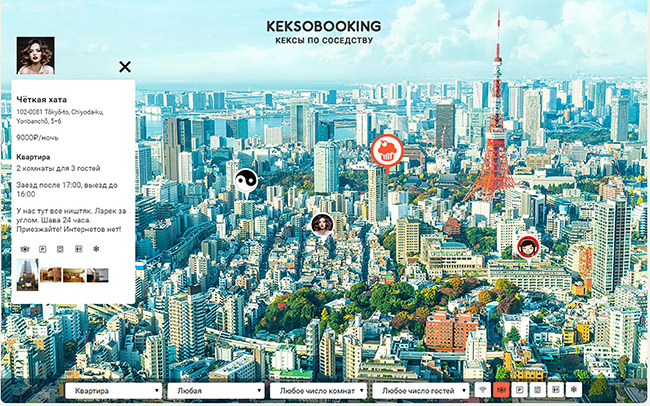 KEKSOBOOKING
КЕКСЫ ПО СОСЕДСТВУ
Чёткая хата
102-0081 Tōkyō-to, Chiyoda-ku,
Yonbanchō, 5-6
9000₽/ночь
Квартира
2 комнаты для 3 гостей
Заезд после 17:00, выезд до
16:00
У нас тут все ништяк. Ларек за
углом. Шава 24 часа.
Приезжайте! Интернетов нет!
Квартира
Любая
Любое число комнат
Любое число гостей